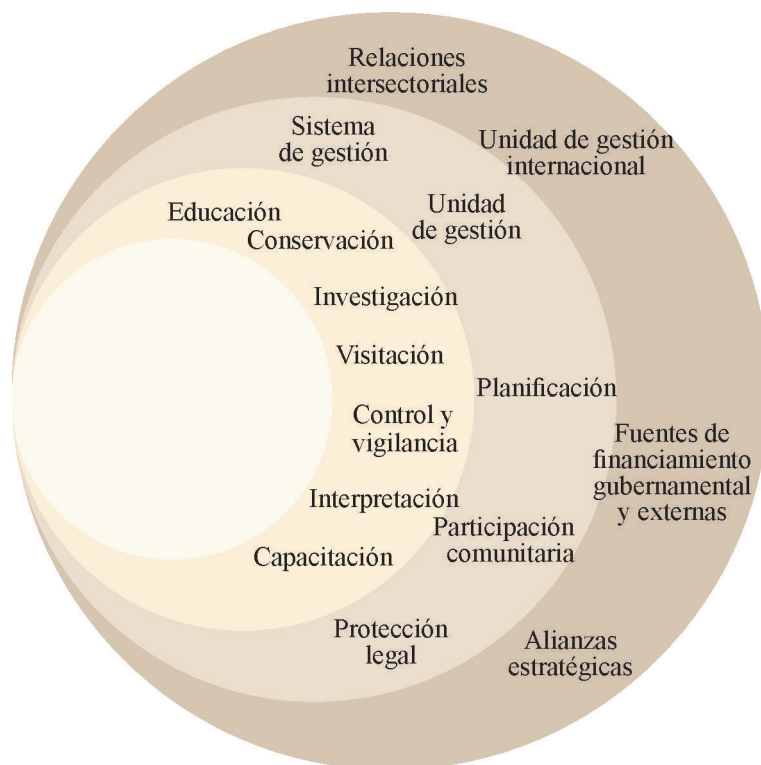 Relaciones
intersectoriales
Sistema
de gestión
Unidad de gestión
internacional
Educación
Conservación
Unidad
de gestión
Investigación
Visitación
Planificación
Control y
vigilancia
Fuentes de
financiamiento
gubernamental
y externas
Interpretación
Participación
comunitaria
Capacitación
Protección
legal
Alianzas
estratégicas